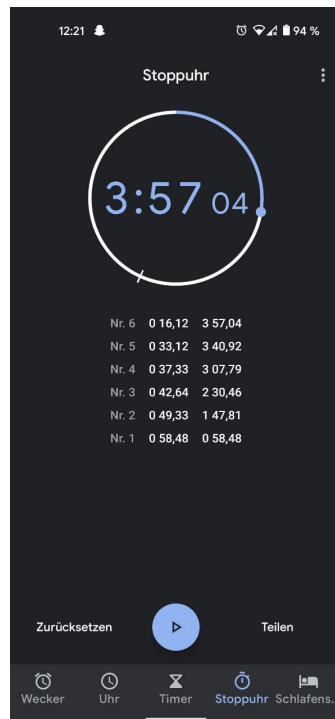 12:21 94 %
Stoppuhr
3:57 04
Nr. 6 0 16,12 3 57,04
Nr. 5 0 33,12 3 40,92
Nr. 4 0 37,33 3 07,79
Nr. 3 0 42,64 2 30,46
Nr. 2 0 49,33 1 47,81
Nr. 1 0 58,48 0 58,48
Zurücksetzen Teilen
Wecker Uhr Timer Stoppuhr Schlafens.